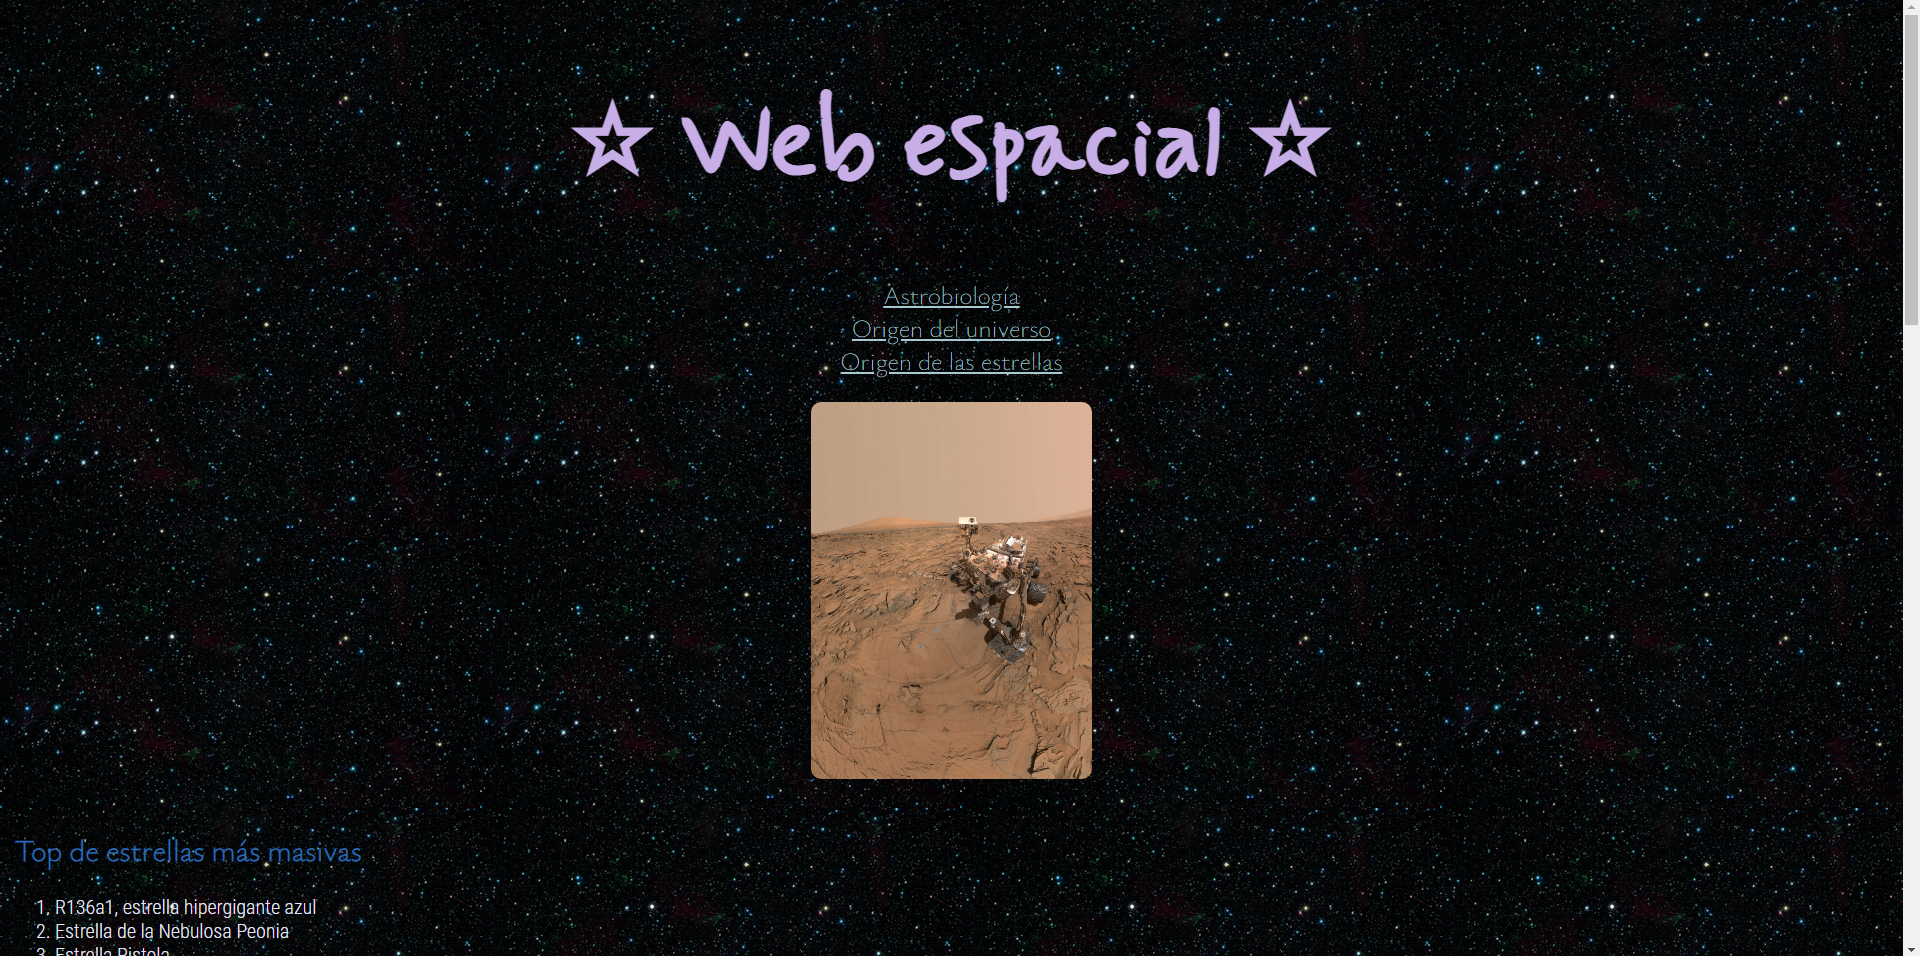 ☆ Web espacial ☆
Astrobiología
Origen del universo
Origen de las estrellas
Top de estrellas más masivas
1. R136a1, estrella hipergigante azul
2. Estrella de la Nebulosa Peonia
3. Estrella Pistola